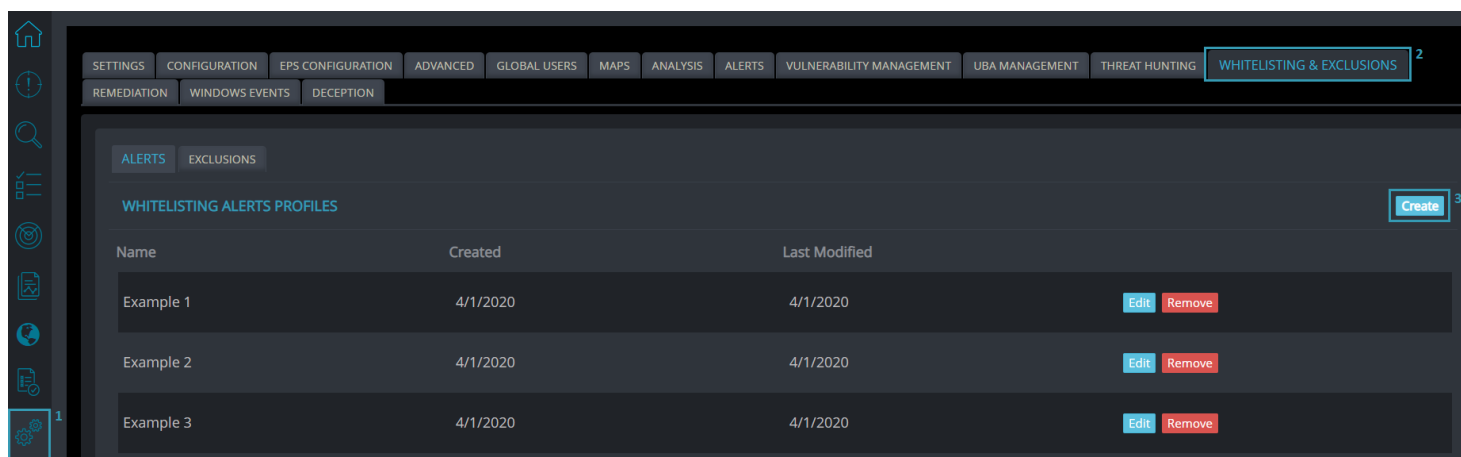 SETTINGS CONFIGURATION EPS CONFIGURATION ADVANCED GLOBAL USERS MAPS ANALYSIS ALERTS VULNERABILITY MANAGEMENT UBA MANAGEMENT THREAT HUNTING WHITELISTING & EXCLUSIONS 2
REMEDIATION WINDOWS EVENTS DECEPTION
ALERTS EXCLUSIONS
WHITELISTING ALERTS PROFILES Create 3
Name Created Last Modified
Example 1 4/1/2020 4/1/2020 Edit Remove
Example 2 4/1/2020 4/1/2020 Edit Remove
Example 3 4/1/2020 4/1/2020 Edit Remove
1